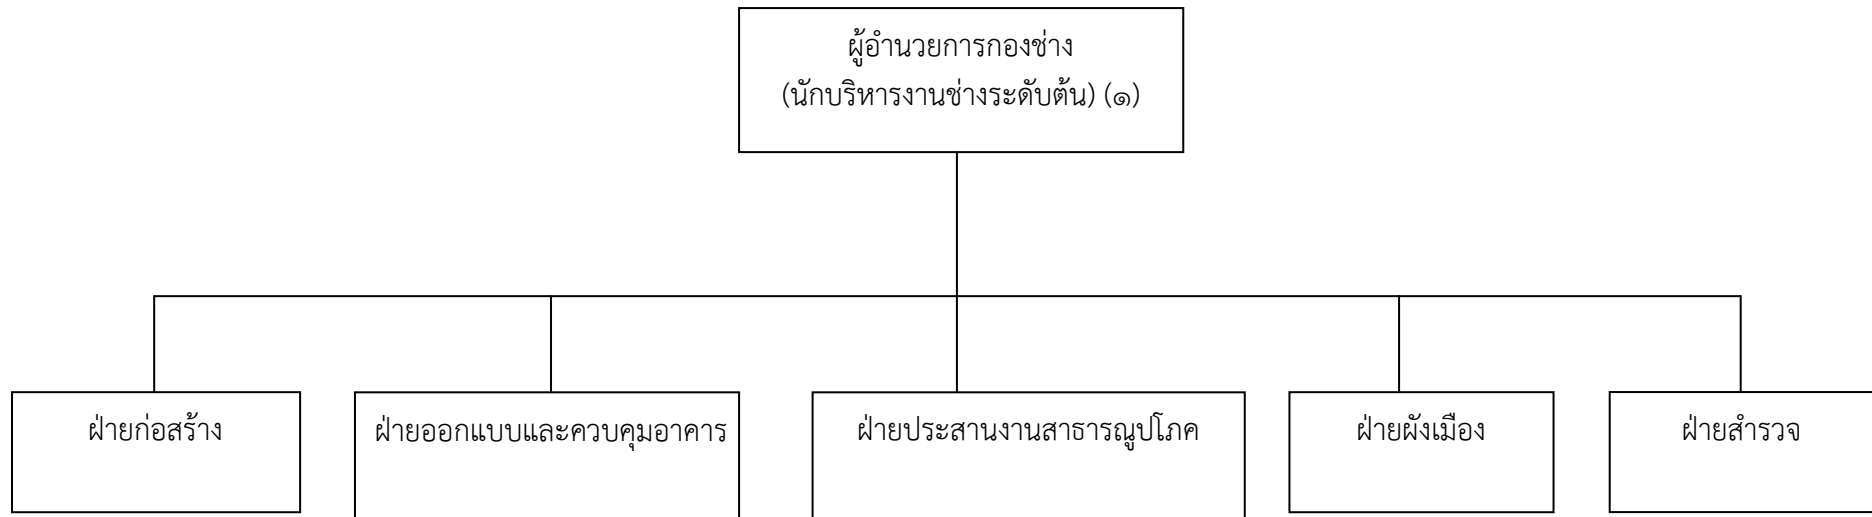 ผู้อำนวยการกองช่าง
(นักบริหารงานช่างระดับต้น) (๑)
ฝ่ายก่อสร้าง
ฝ่ายออกแบบและควบคุมอาคาร
ฝ่ายประสานงานสาธารณูปโภค
ฝ่ายผังเมือง
ฝ่ายสำรวจ